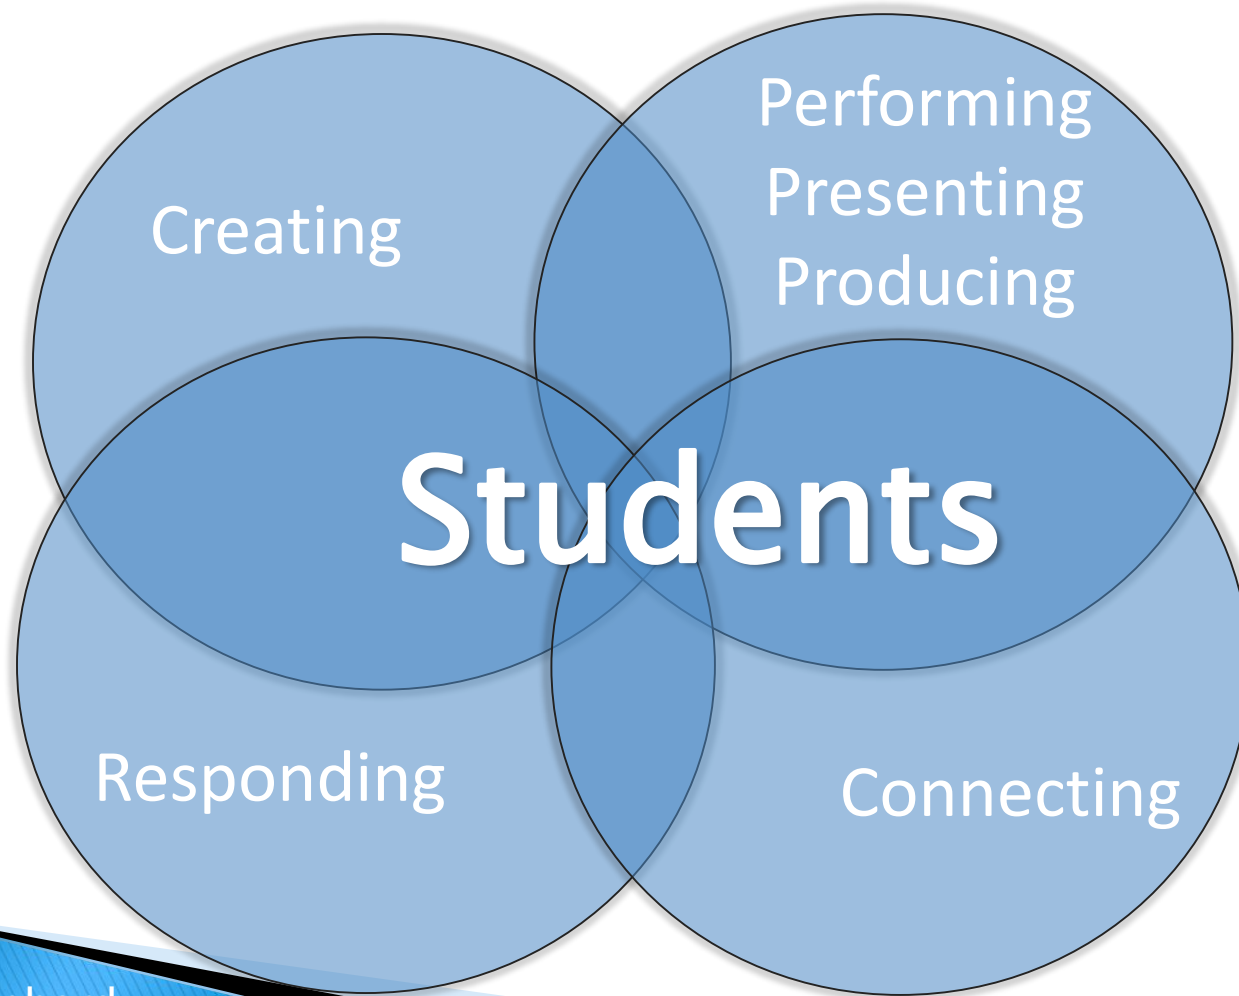 Performing
Presenting
Creating
Producing
Students
Responding
Connecting